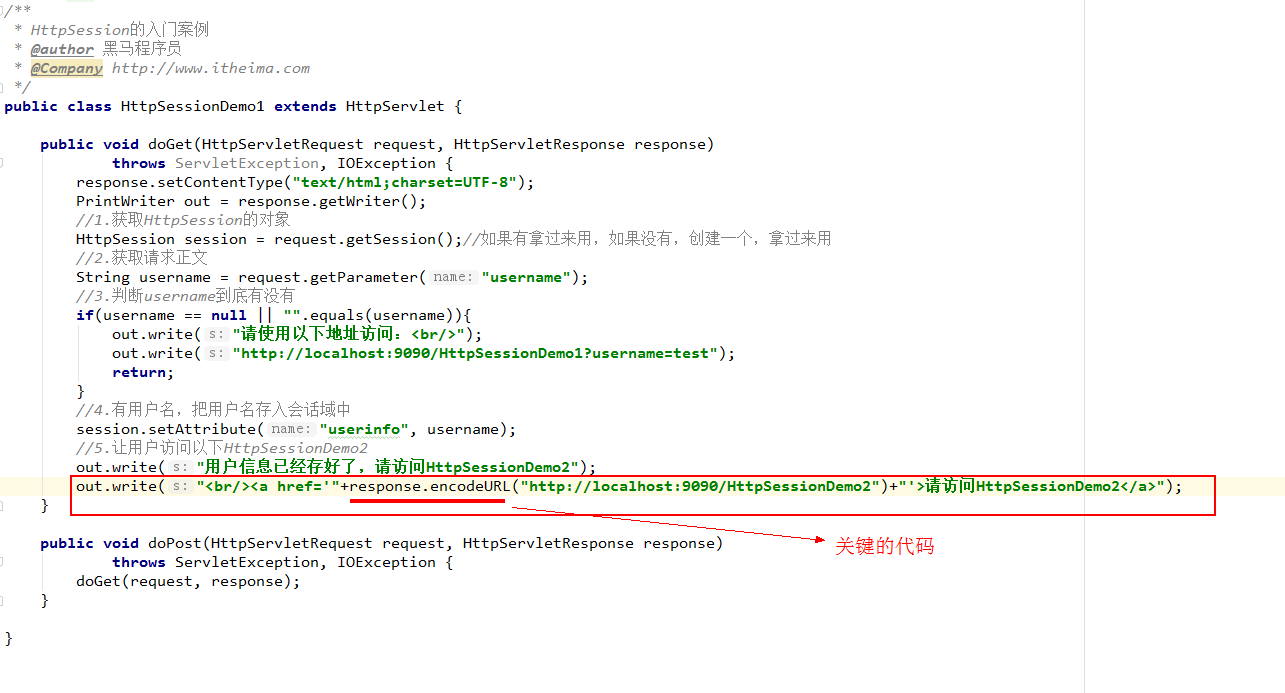 /**
 * HttpSession的入门案例
 * @author 黑马程序员
 * @Company http://www.itheima.com
 */
public class HttpSessionDemo1 extends HttpServlet {
    public void doGet(HttpServletRequest request, HttpServletResponse response)
            throws ServletException, IOException {
        response.setContentType("text/html;charset=UTF-8");
        PrintWriter out = response.getWriter();
        //1.获取HttpSession的对象
        HttpSession session = request.getSession();//如果有拿过来用，如果没有，创建一个，拿过来用
        //2.获取请求正文
        String username = request.getParameter( name: "username");
        //3.判断username到底有没有
        if(username == null || "".equals(username)){
            out.write( s: "请使用以下地址访问：<br/>");
            out.write( s: "http://localhost:9090/HttpSessionDemo1?username=test");
            return;
        }
        //4.有用户名，把用户名存入会话域中
        session.setAttribute( name: "userinfo", username);
        //5.让用户访问以下HttpSessionDemo2
        out.write( s: "用户信息已经存好了，请访问HttpSessionDemo2");
        out.write( s: "<br/><a href='"+response.encodeURL("http://localhost:9090/HttpSessionDemo2")+"'>请访问HttpSessionDemo2</a>");
    }
    public void doPost(HttpServletRequest request, HttpServletResponse response)
关键的代码
            throws ServletException, IOException {
        doGet(request, response);
    }
}